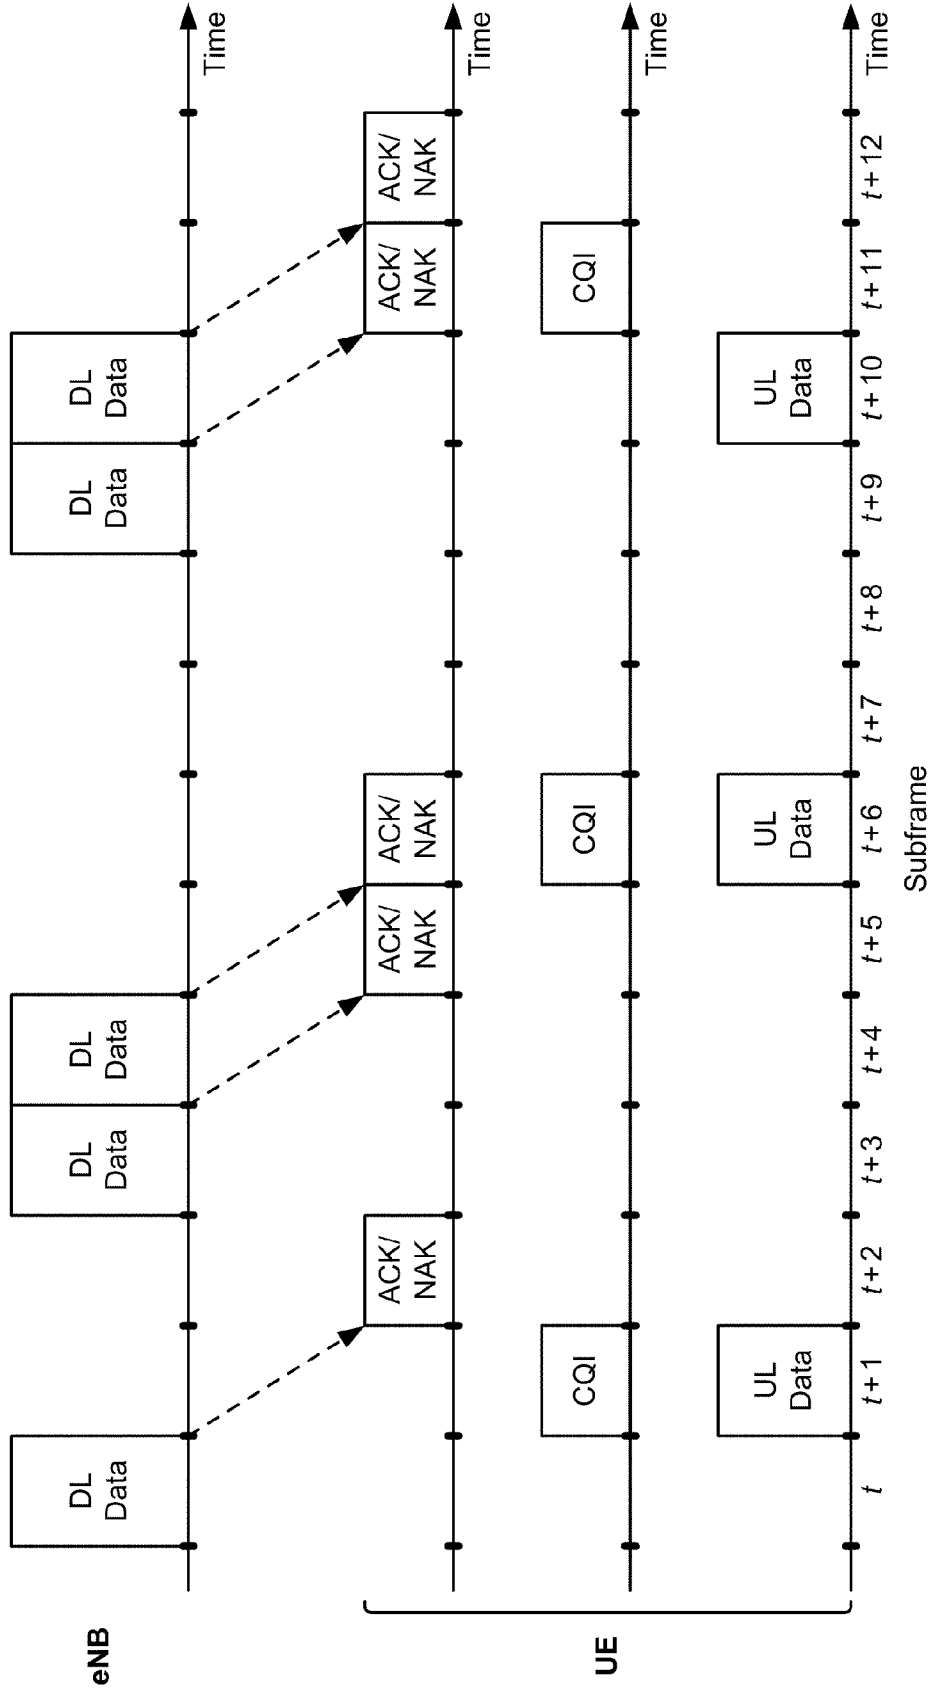 eNB
DL
Data
DL
Data
DL
Data
DL
Data
DL
Data
Time
UE
ACK/
NAK
ACK/
NAK
ACK/
NAK
ACK/
NAK
ACK/
NAK
Time
CQI
CQI
CQI
Time
UL
Data
UL
Data
UL
Data
Time
t
t+1
t+2
t+3
t+4
t+5
t+6
t+7
t+8
t+9
t+10
t+11
t+12
Subframe